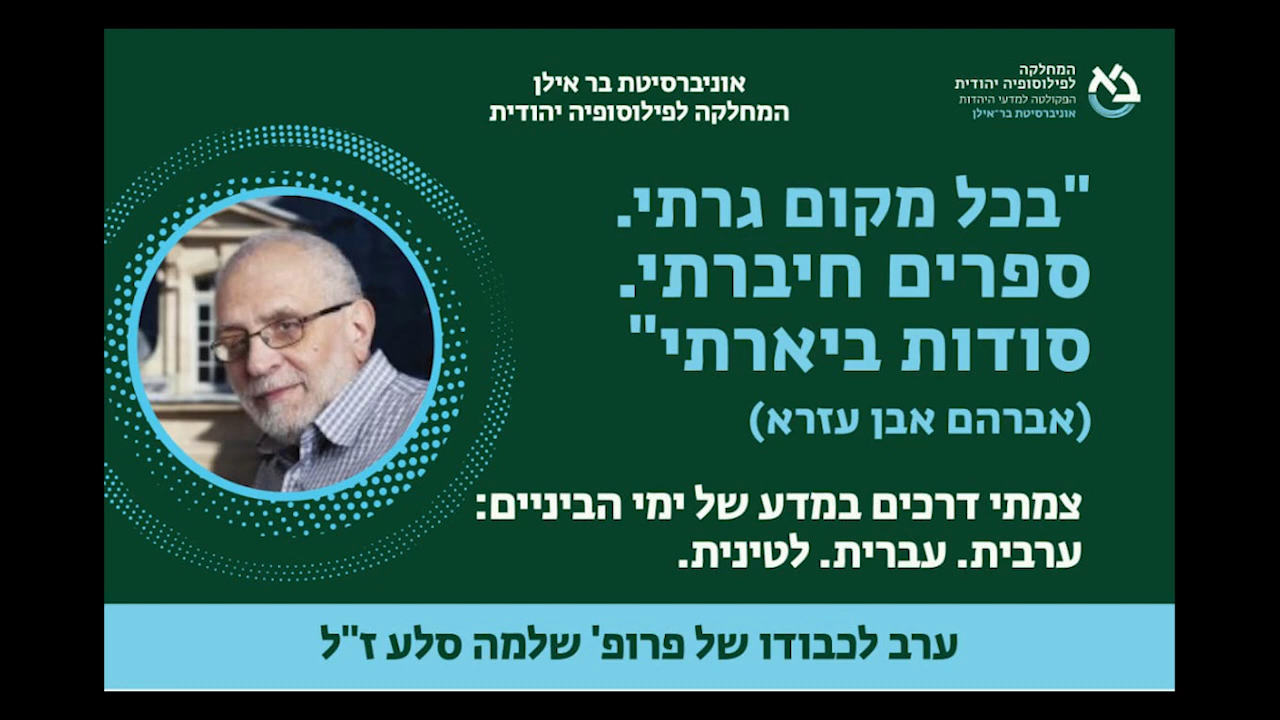 המחלקה
לפילוסופיה יהודית
הפקולטה למדעי היהדות
אוניברסיטת בר־אילן
אוניברסיטת בר אילן
המחלקה לפילוסופיה יהודית
"בכל מקום גרתי.
ספרים חיברתי.
סודות ביארתי"
(אברהם אבן עזרא)
צמתי דרכים במדע של ימי הביניים:
ערבית. עברית. לטינית.
ערב לכבודו של פרופ' שלמה סלע ז"ל